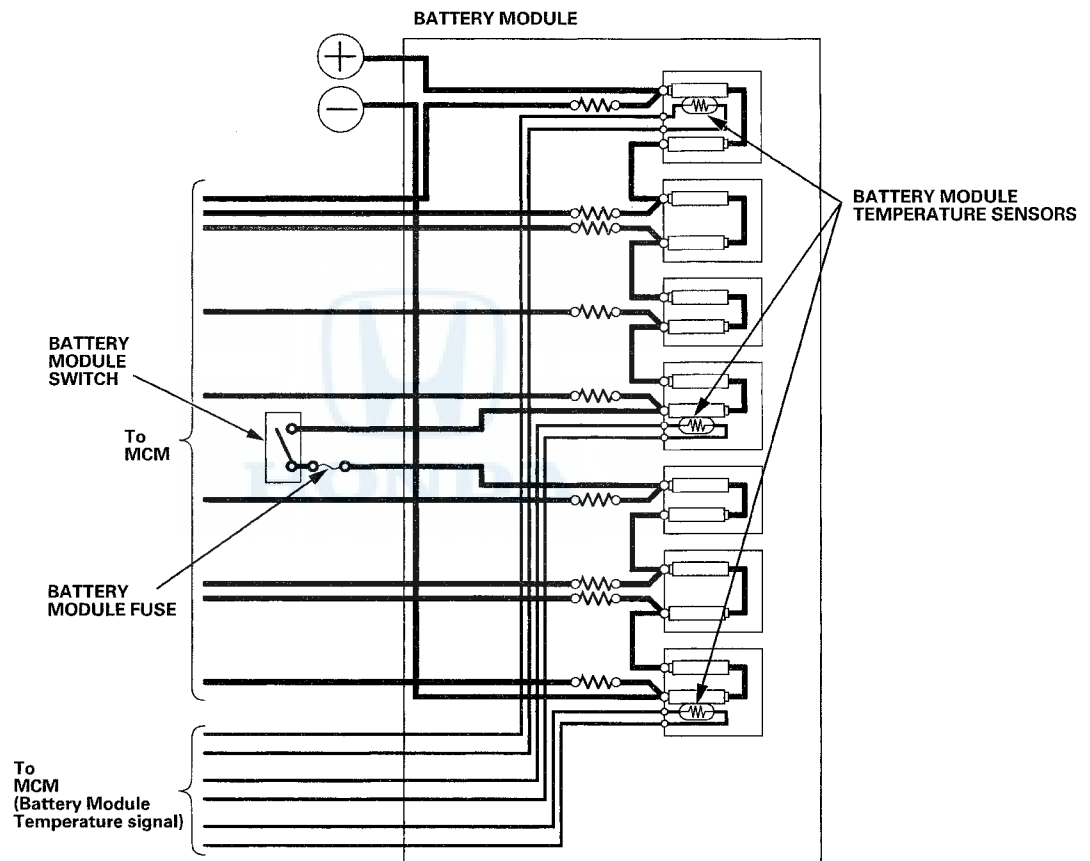 BATTERY MODULE
+
−
BATTERY MODULE
TEMPERATURE SENSORS
BATTERY
MODULE
SWITCH
To
MCM
HONDA
BATTERY
MODULE FUSE
To
MCM
(Battery Module
Temperature signal)